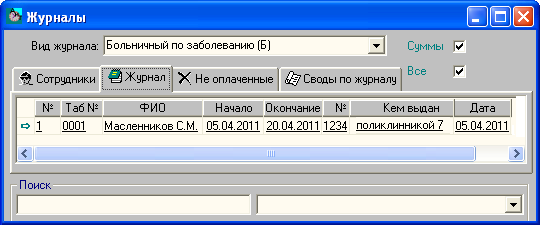 Журналы
Вид журнала: Больничный по заболеванию (Б) Суммы
Все
Сотрудники Журнал Не оплаченные Своды по журналу
№ Таб № ФИО Начало Окончание № Кем выдан Дата
1 0001 Масленников С.М. 05.04.2011 20.04.2011 1234 поликлинникой 7 05.04.2011
Поиск